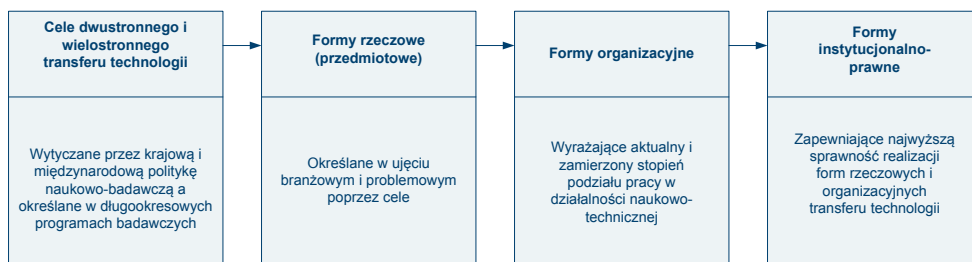 Cele dwustronnego i
wielostronnego
transferu technologii
Wytyczane przez krajową i
międzynarodową politykę
naukowo-badawczą a
określane w długookresowych
programach badawczych
Formy rzeczowe
(przedmiotowe)
Określane w ujęciu
branżowym i problemowym
poprzez cele
Formy organizacyjne
Wyrażające aktualny i
zamierzony stopień
podziału pracy w
działalności naukowo-
technicznej
Formy
instytucjonalno-
prawne
Zapewniające najwyższą
sprawność realizacji
form rzeczowych i
organizacyjnych
transferu technologii